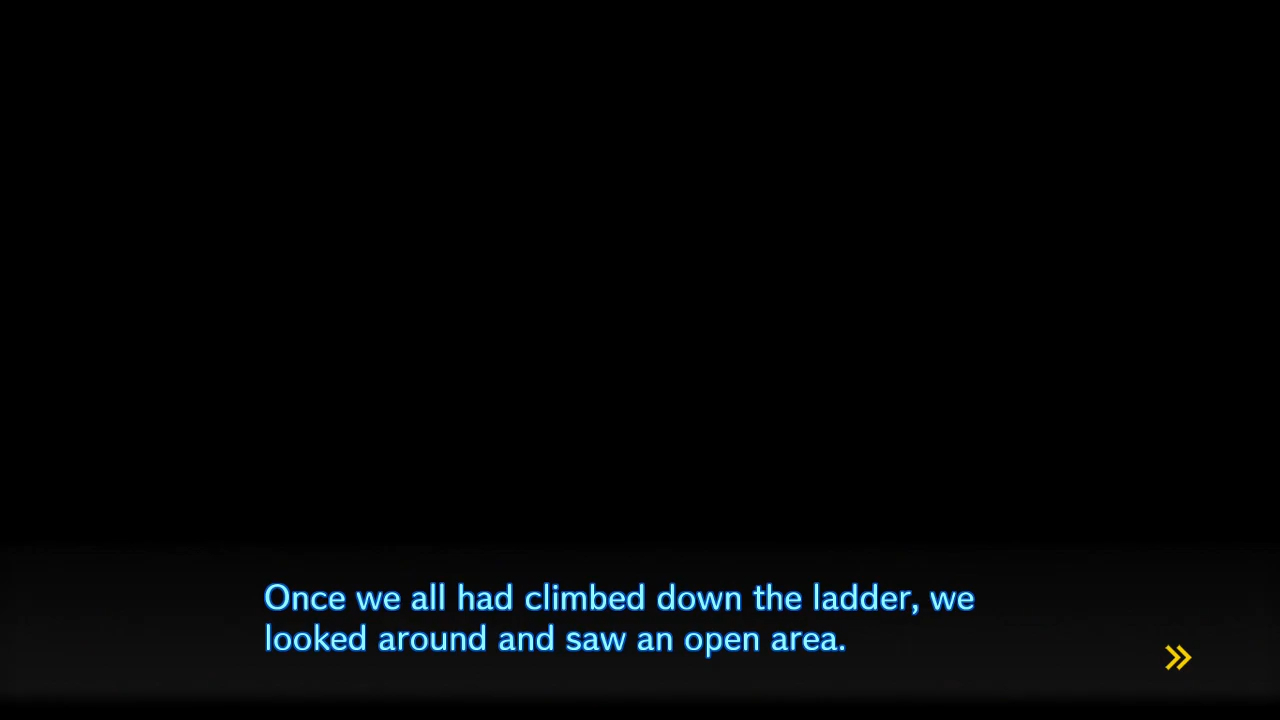 Once we all had climbed down the ladder, we
looked around and saw an open area.